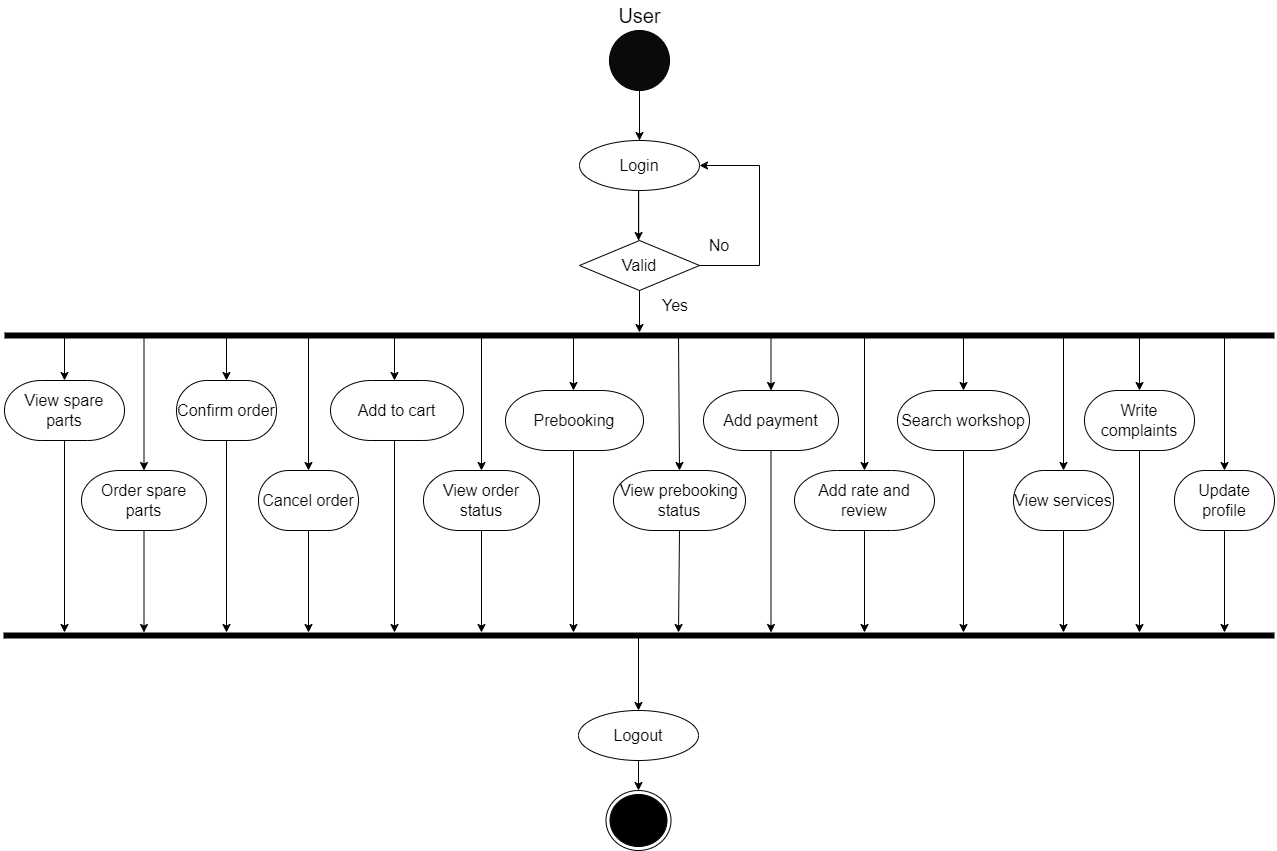 User
Login
Valid
No
Yes
View spare
parts
Confirm order
Add to cart
Prebooking
Add payment
Search workshop
Write
complaints
Order spare
parts
Cancel order
View order
status
View prebooking
status
Add rate and
review
View services
Update
profile
Logout